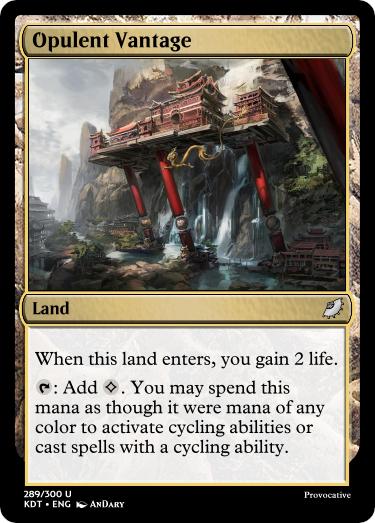 Opulent Vantage
Land
When this land enters, you gain 2 life.
: Add . You may spend this
mana as though it were mana of any
color to activate cycling abilities or
cast spells with a cycling ability.
289/300 U
KDT • ENG AnDary
Provocative